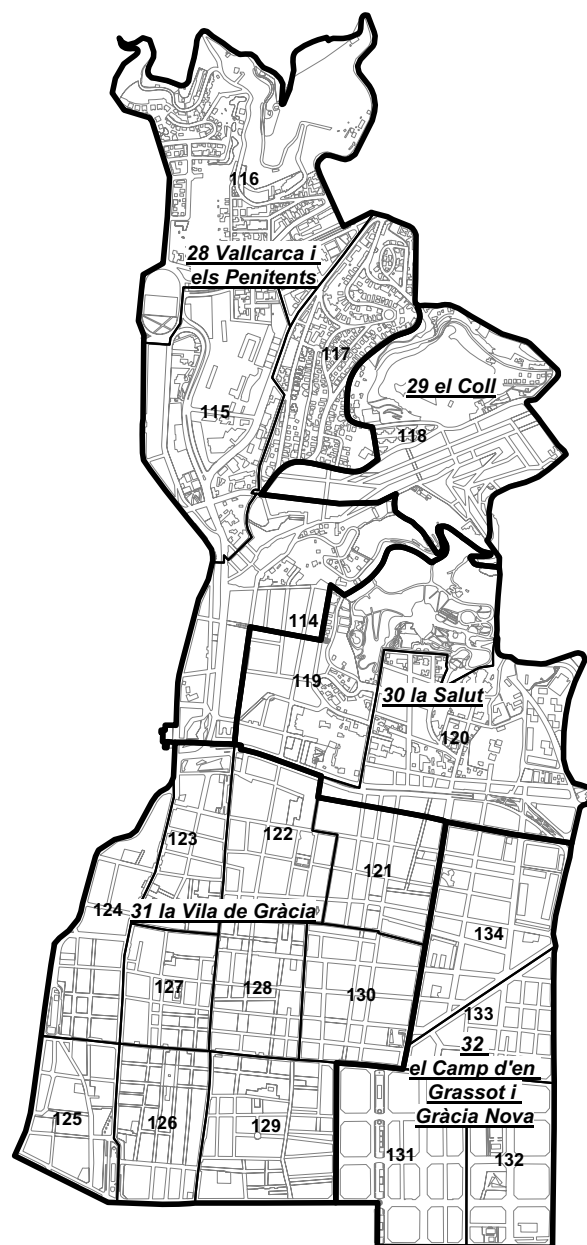 116
28 Vallcarca i
els Penitents
117
29 el Coll
115
118
114
119
30 la Salut
120
122
123
121
124
31 la Vila de Gràcia
134
127
128
130
133
32
el Camp d'en
Grassot i
Gràcia Nova
125
126
129
131
132